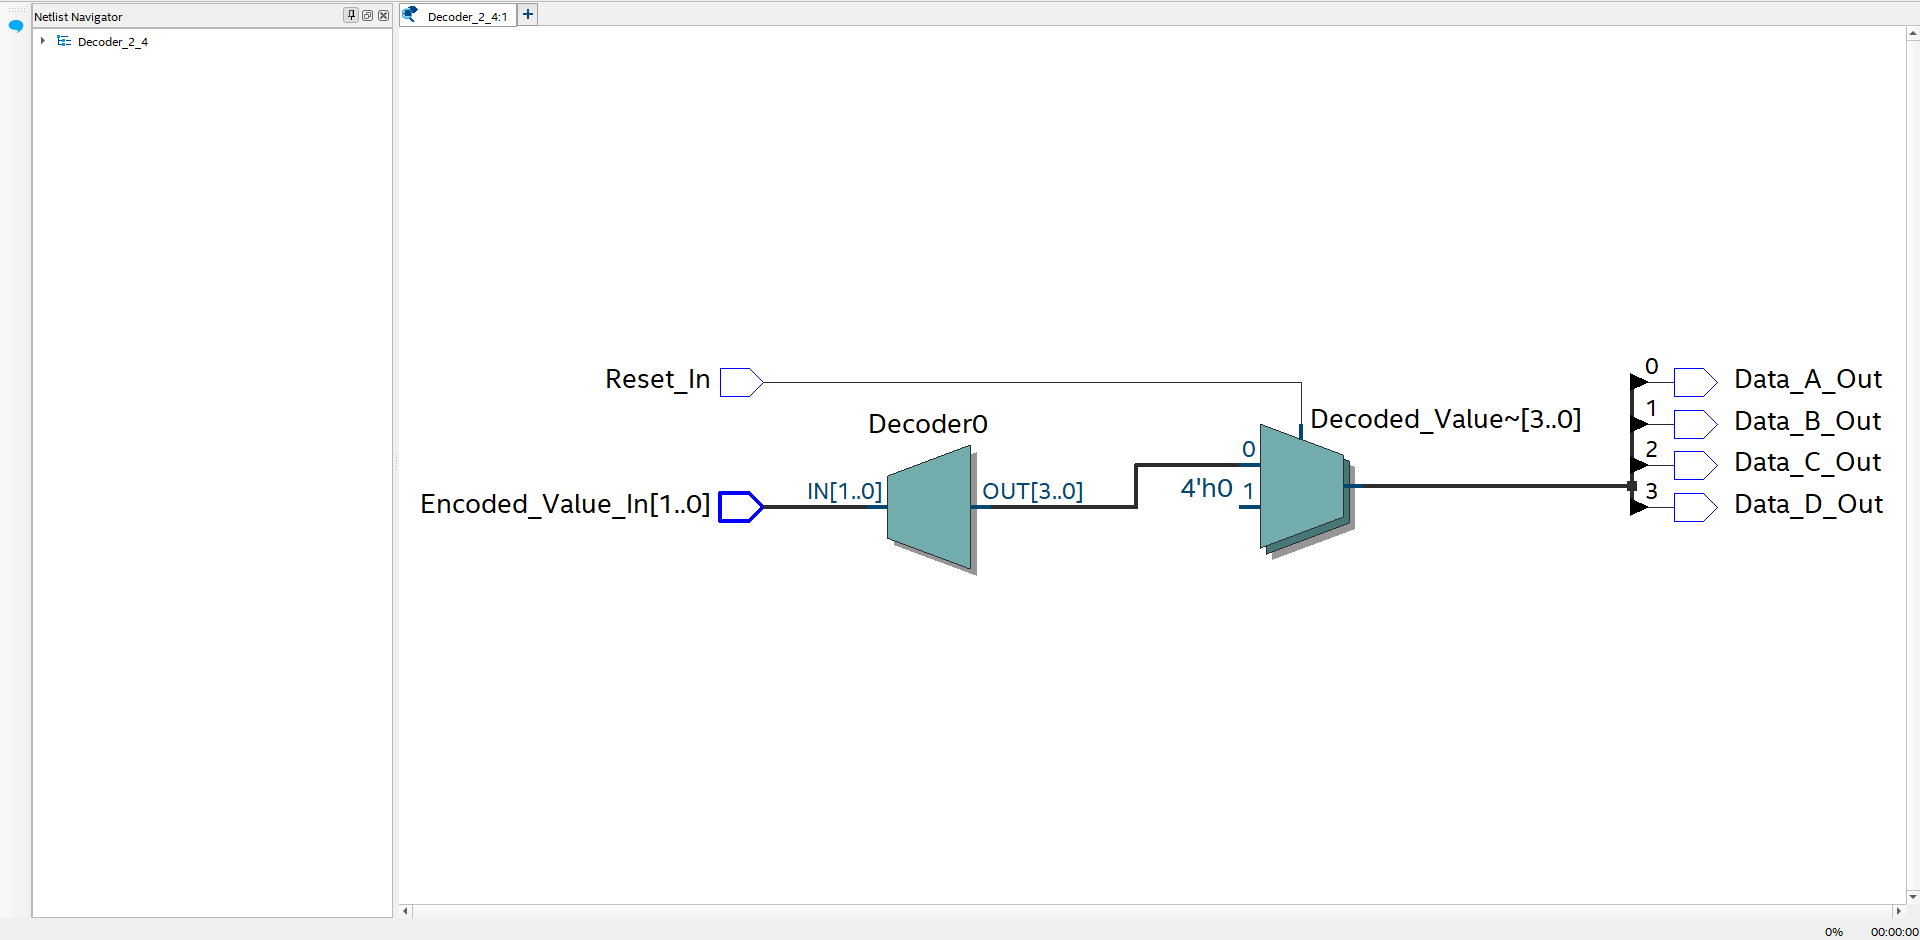 Netlist Navigator
Decoder_2_4
Decoder_2_4:1
Reset_In
Decoder0
Encoded_Value_In[1..0]
IN[1..0]
OUT[3..0]
Decoded_Value~[3..0]
0
4'h0 1
0 Data_A_Out
1 Data_B_Out
2 Data_C_Out
3 Data_D_Out
0% 00:00:00